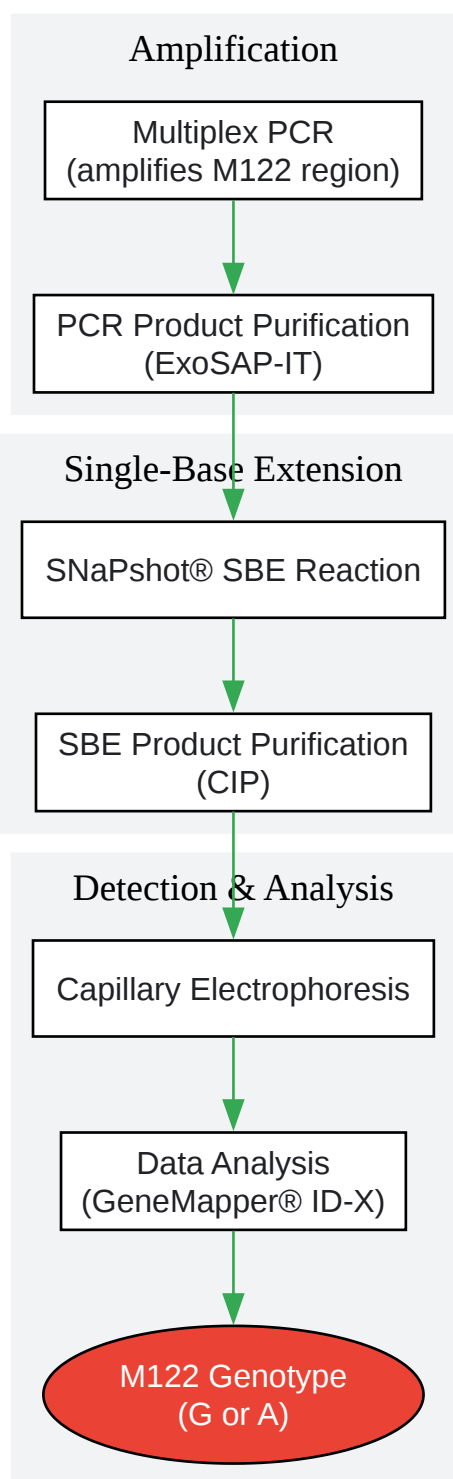 Amplification
Multiplex PCR
(amplifies M122 region)
PCR Product Purification
(ExoSAP-IT)
Single-Base Extension
SNaPshot® SBE Reaction
SBE Product Purification
(CIP)
Detection & Analysis
Capillary Electrophoresis
Data Analysis
(GeneMapper® ID-X)
M122 Genotype
(G or A)